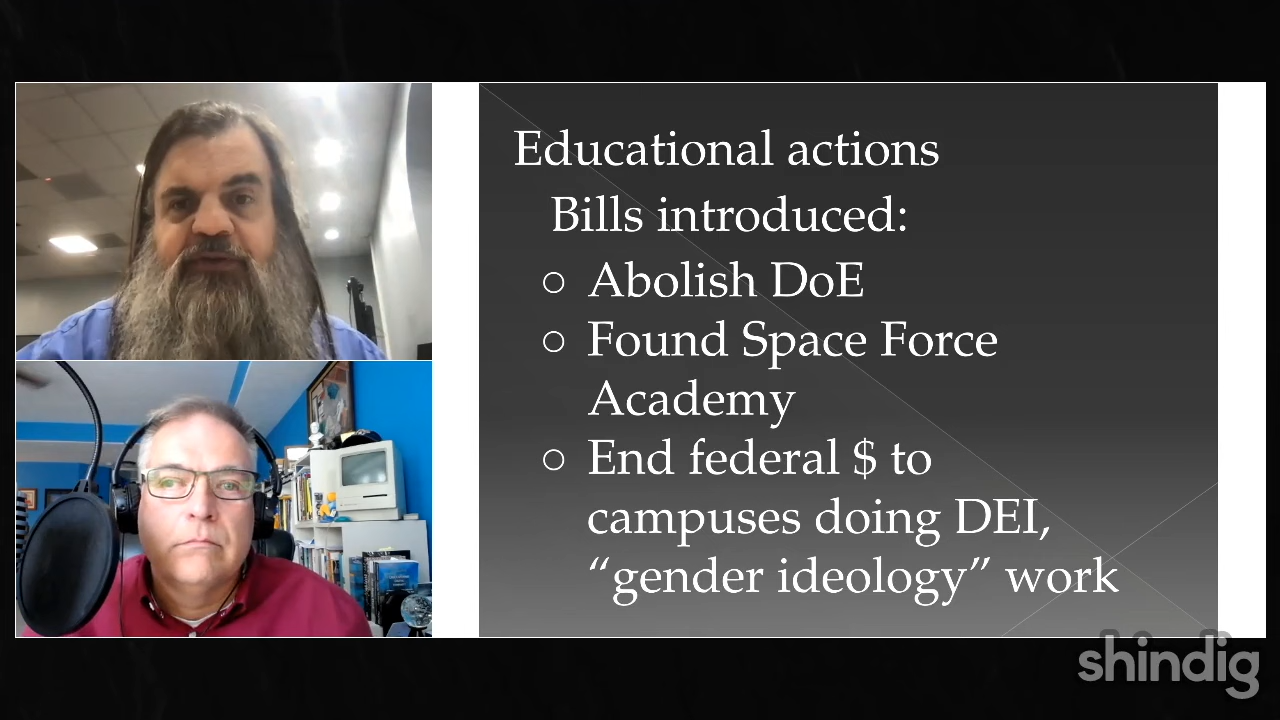 Educational actions
Bills introduced:
Abolish DoE
Found Space Force
Academy
End federal $ to
campuses doing DEI,
“gender ideology” work
shindig